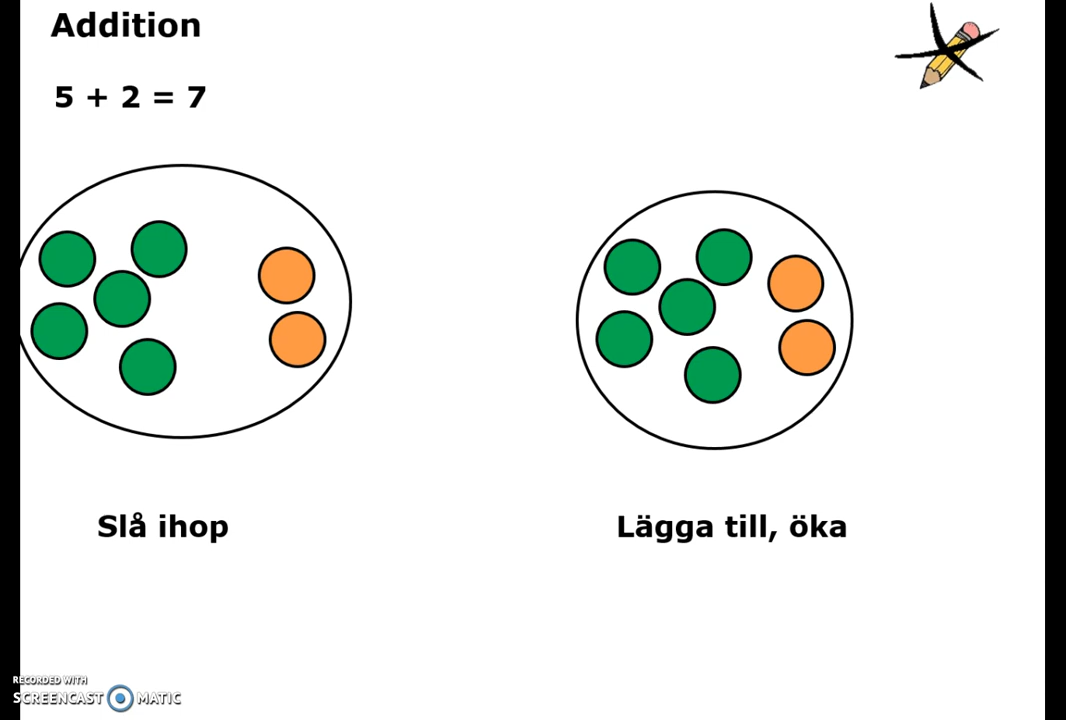 Addition
5 + 2 = 7
Slå ihop
Lägga till, öka
RECORDED WITH
SCREENCAST MATIC